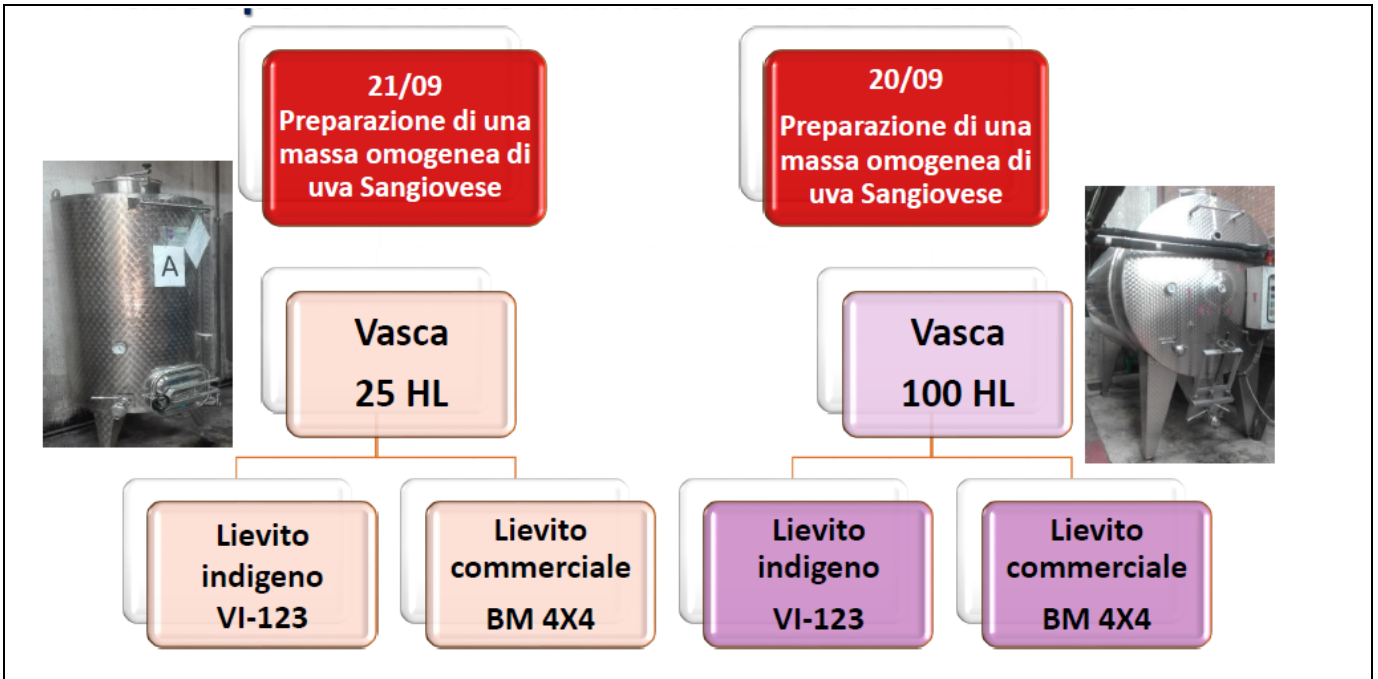 21/09
Preparazione di una
massa omogenea di
uva Sangiovese
20/09
Preparazione di una
massa omogenea di
uva Sangiovese
A
Vasca
25 HL
Vasca
100 HL
Lievito
indigeno
VI-123
Lievito
commerciale
BM 4X4
Lievito
indigeno
VI-123
Lievito
commerciale
BM 4X4